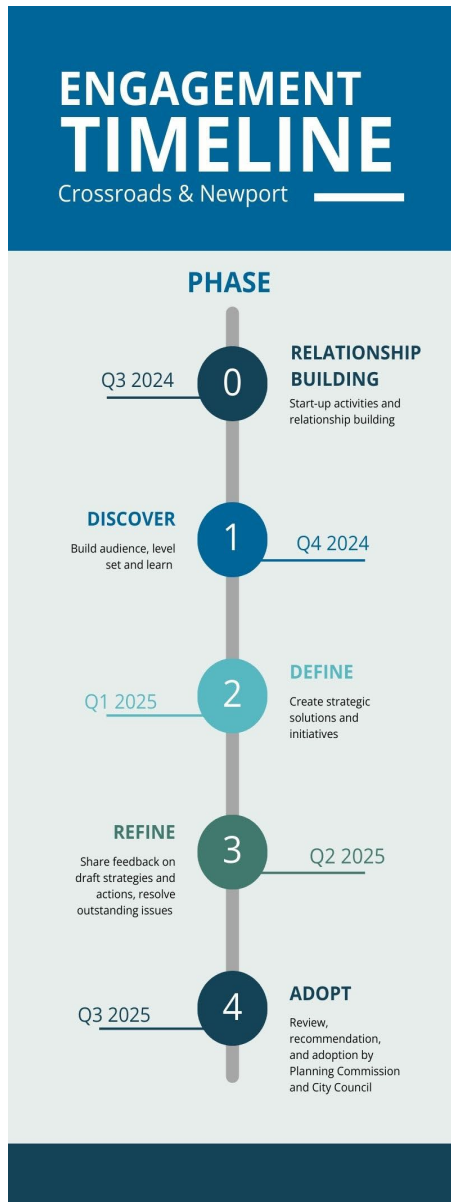 ENGAGEMENT
TIMELINE
Crossroads & Newport
PHASE
Q3 2024
0
RELATIONSHIP
BUILDING
Start-up activities and
relationship building
DISCOVER
Build audience, level
set and learn
1
Q4 2024
Q1 2025
2
DEFINE
Create strategic
solutions and
initiatives
REFINE
Share feedback on
draft strategies and
actions, resolve
outstanding issues
3
Q2 2025
Q3 2025
4
ADOPT
Review,
recommendation,
and adoption by
Planning Commission
and City Council